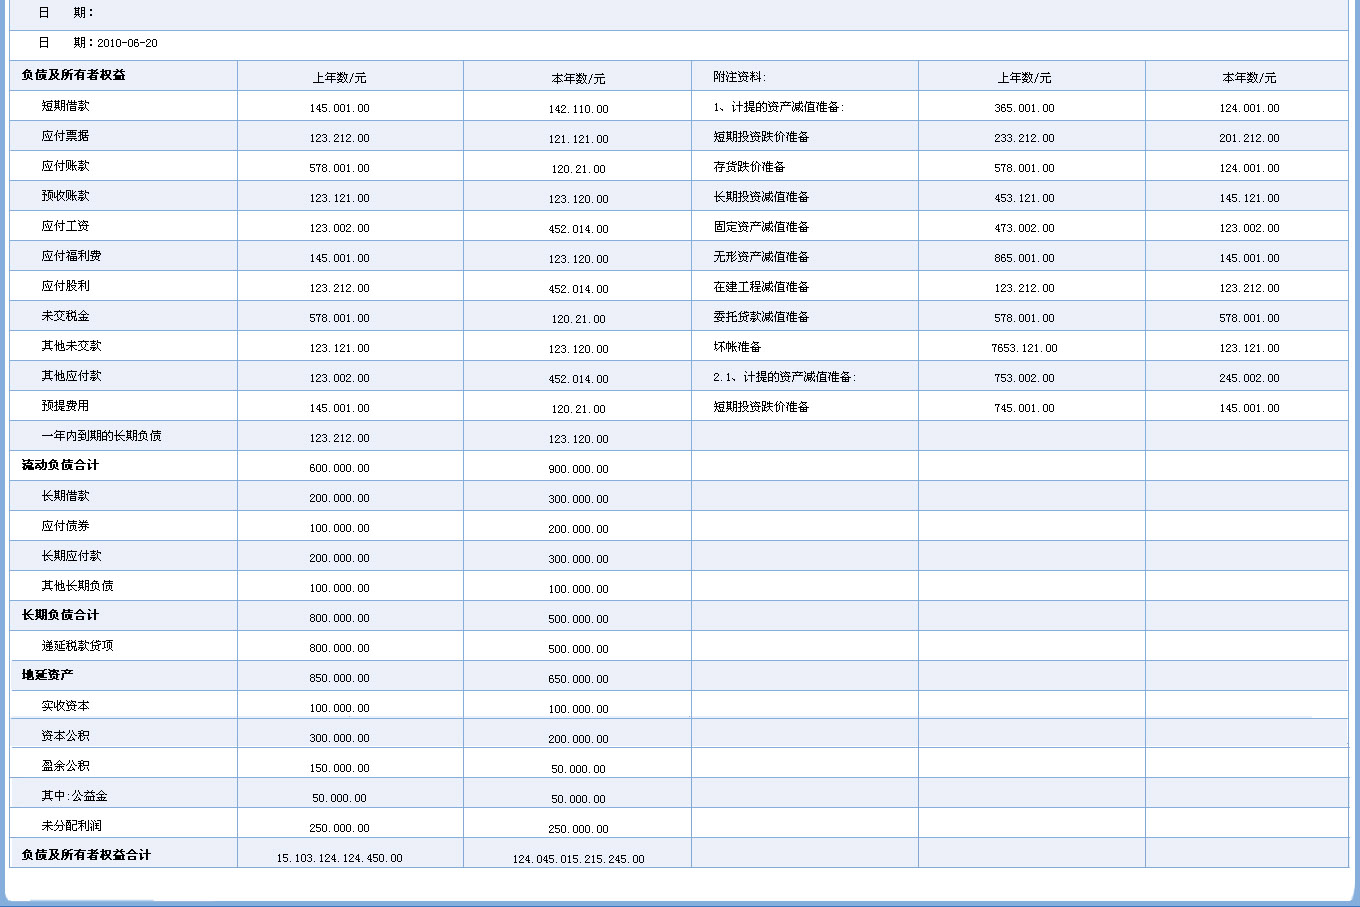 日 期：
日 期：2010-06-20
负债及所有者权益 上年数/元 本年数/元 附注资料: 上年数/元 本年数/元
短期借款 145.001.00 142.110.00 1、计提的资产减值准备: 365.001.00 124.001.00
应付票据 123.212.00 121.121.00 短期投资跌价准备 233.212.00 201.212.00
应付账款 578.001.00 120.21.00 存货跌价准备 578.001.00 124.001.00
预收账款 123.121.00 123.120.00 长期投资减值准备 453.121.00 145.121.00
应付工资 123.002.00 452.014.00 固定资产减值准备 473.002.00 123.002.00
应付福利费 145.001.00 123.120.00 无形资产减值准备 865.001.00 145.001.00
应付股利 123.212.00 452.014.00 在建工程减值准备 123.212.00 123.212.00
未交税金 578.001.00 120.21.00 委托贷款减值准备 578.001.00 578.001.00
其他未交款 123.121.00 123.120.00 坏帐准备 7653.121.00 123.121.00
其他应付款 123.002.00 452.014.00 2.1、计提的资产减值准备: 753.002.00 245.002.00
预提费用 145.001.00 120.21.00 短期投资跌价准备 745.001.00 145.001.00
一年内到期的长期负债 123.212.00 123.120.00
流动负债合计 600.000.00 900.000.00
长期借款 200.000.00 300.000.00
应付债券 100.000.00 200.000.00
长期应付款 200.000.00 300.000.00
其他长期负债 100.000.00 100.000.00
长期负债合计 800.000.00 500.000.00
递延税款贷项 800.000.00 500.000.00
地延资产 850.000.00 650.000.00
实收资本 100.000.00 100.000.00
资本公积 300.000.00 200.000.00
盈余公积 150.000.00 50.000.00
其中:公益金 50.000.00 50.000.00
未分配利润 250.000.00 250.000.00
负债及所有者权益合计 15.103.124.124.450.00 124.045.015.215.245.00